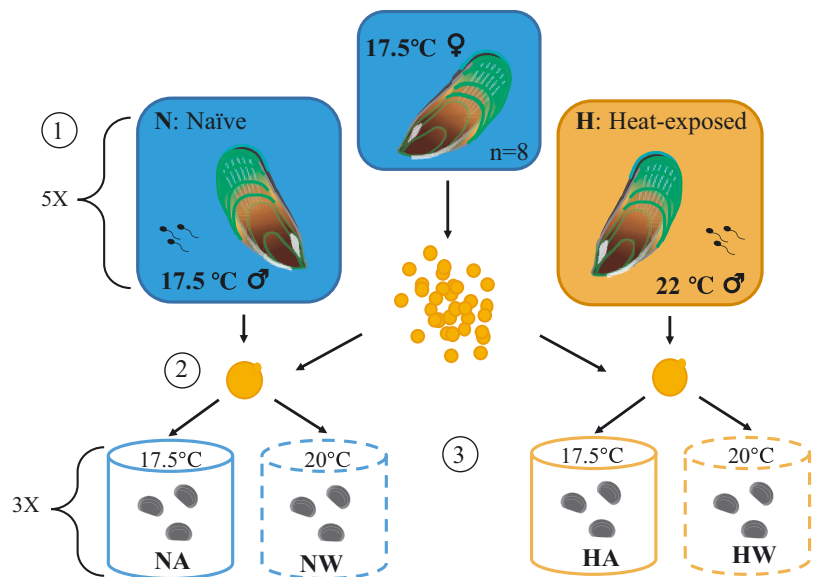 17.5°C ♀
n=8
1
N: Naïve
H: Heat-exposed
5X
17.5 °C ♂
22 °C ♂
2
3
17.5°C
20°C
17.5°C
20°C
3X
NA
NW
HA
HW